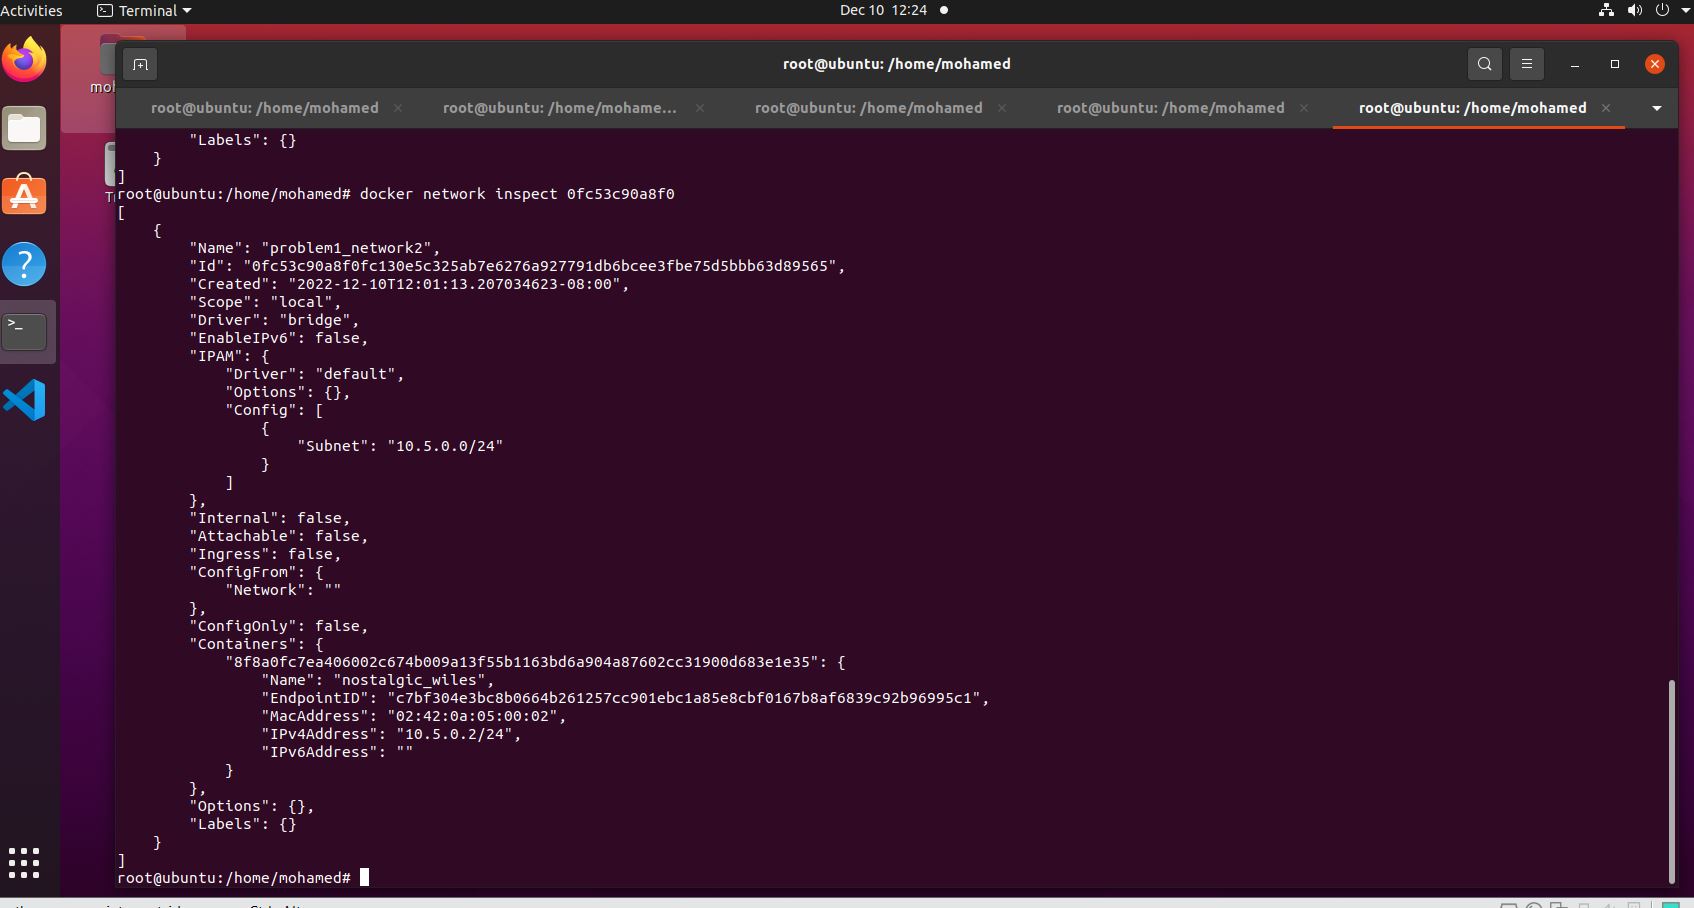 Activities
Terminal
Dec 10 12:24
root@ubuntu: /home/mohamed
root@ubuntu: /home/mohamed
root@ubuntu: /home/mohame...
root@ubuntu: /home/mohamed
root@ubuntu: /home/mohamed
root@ubuntu: /home/mohamed
        "Labels": {}
    }
]
root@ubuntu:/home/mohamed# docker network inspect 0fc53c90a8f0
[
    {
        "Name": "problem1_network2",
        "Id": "0fc53c90a8f0fc130e5c325ab7e6276a927791db6bcee3fbe75d5bbb63d89565",
        "Created": "2022-12-10T12:01:13.207034623-08:00",
        "Scope": "local",
        "Driver": "bridge",
        "EnableIPv6": false,
        "IPAM": {
            "Driver": "default",
            "Options": {},
            "Config": [
                {
                    "Subnet": "10.5.0.0/24"
                }
            ]
        },
        "Internal": false,
        "Attachable": false,
        "Ingress": false,
        "ConfigFrom": {
            "Network": ""
        },
        "ConfigOnly": false,
        "Containers": {
            "8f8a0fc7ea406002c674b009a13f55b1163bd6a904a87602cc31900d683e1e35": {
                "Name": "nostalgic_wiles",
                "EndpointID": "c7bf304e3bc8b0664b261257cc901ebc1a85e8cbf0167b8af6839c92b96995c1",
                "MacAddress": "02:42:0a:05:00:02",
                "IPv4Address": "10.5.0.2/24",
                "IPv6Address": ""
            }
        },
        "Options": {},
        "Labels": {}
    }
]
root@ubuntu:/home/mohamed#